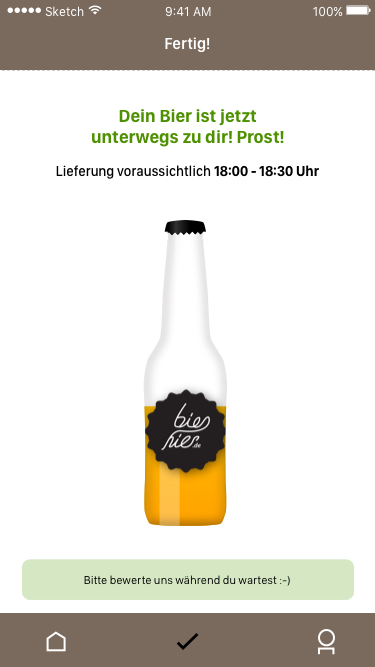 Sketch 9:41 AM 100%
Fertig!
Dein Bier ist jetzt
unterwegs zu dir! Prost!
Lieferung voraussichtlich 18:00 - 18:30 Uhr
bier
hier.de
Bitte bewerte uns während du wartest :-)